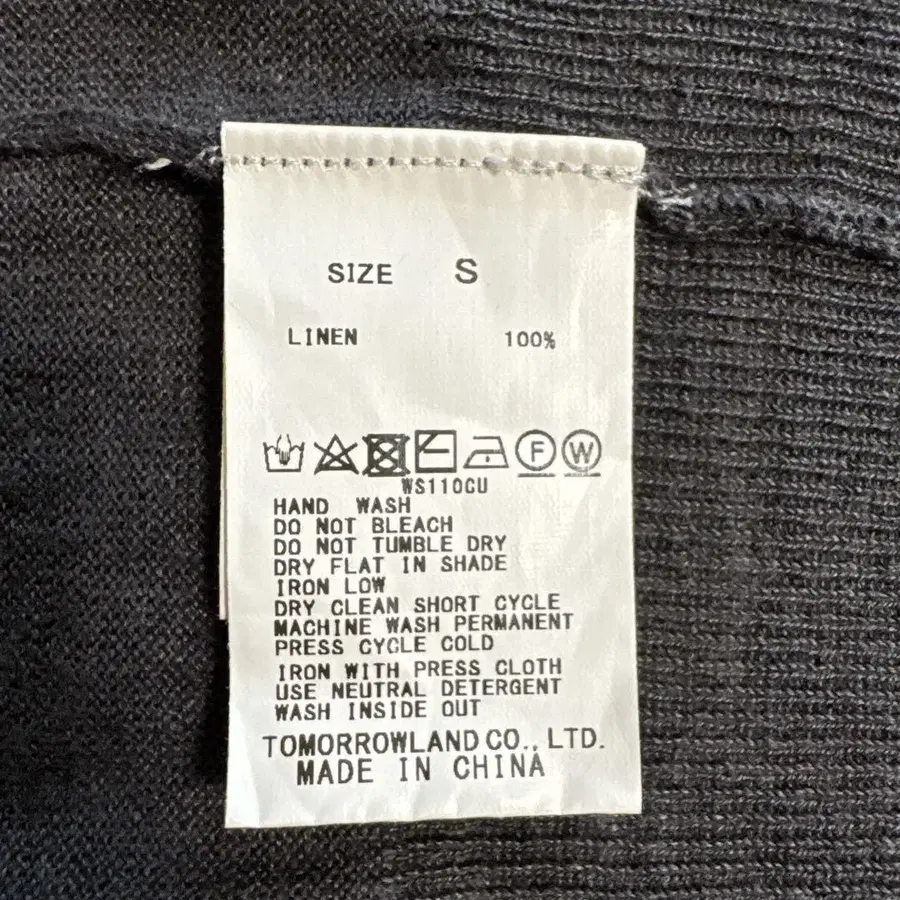 SIZE S
LINEN 100%
F W
WS110CU
HAND WASH
DO NOT BLEACH
DO NOT TUMBLE DRY
DRY FLAT IN SHADE
IRON LOW
DRY CLEAN SHORT CYCLE
MACHINE WASH PERMANENT
PRESS CYCLE COLD
IRON WITH PRESS CLOTH
USE NEUTRAL DETERGENT
WASH INSIDE OUT
TOMORROWLAND CO., LTD.
MADE IN CHINA